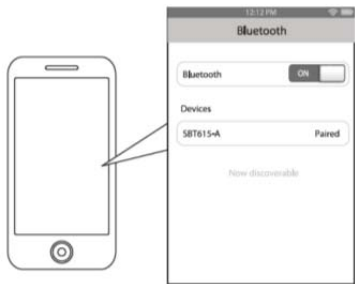 12:12 PM
Bluetooth
Bluetooth ON
Devices
SBT615-A Paired
Now discoverable